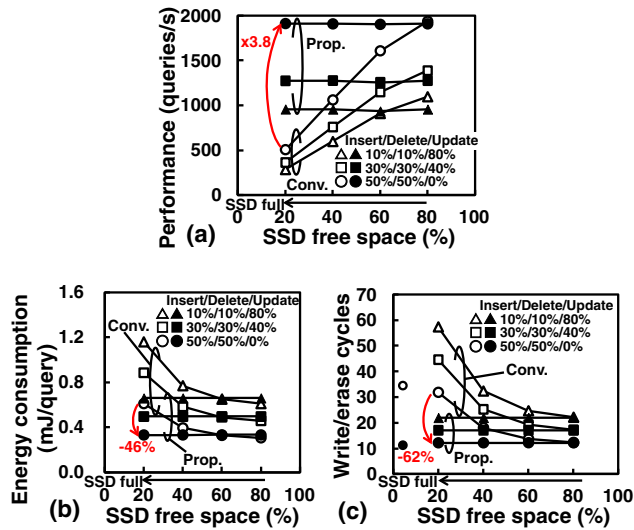 2000
1500
1000
500
0
Performance (queries/s)
x3.8
Prop.
Insert/Delete/Update
10%/10%/80%
30%/30%/40%
50%/50%/0%
Conv.
SSD full
0 20 40 60 80 100
(a)
SSD free space (%)
1.6
1.2
0.8
0.4
0.0
Energy consumption
(mJ/query)
Insert/Delete/Update
10%/10%/80%
30%/30%/40%
50%/50%/0%
Conv.
-46%
Prop.
SSD full
0 20 40 60 80 100
(b)
SSD free space (%)
70
60
50
40
30
20
10
0
Write/erase cycles
Insert/Delete/Update
10%/10%/80%
30%/30%/40%
50%/50%/0%
Conv.
-62%
Prop.
SSD full
0 20 40 60 80 100
(c)
SSD free space (%)